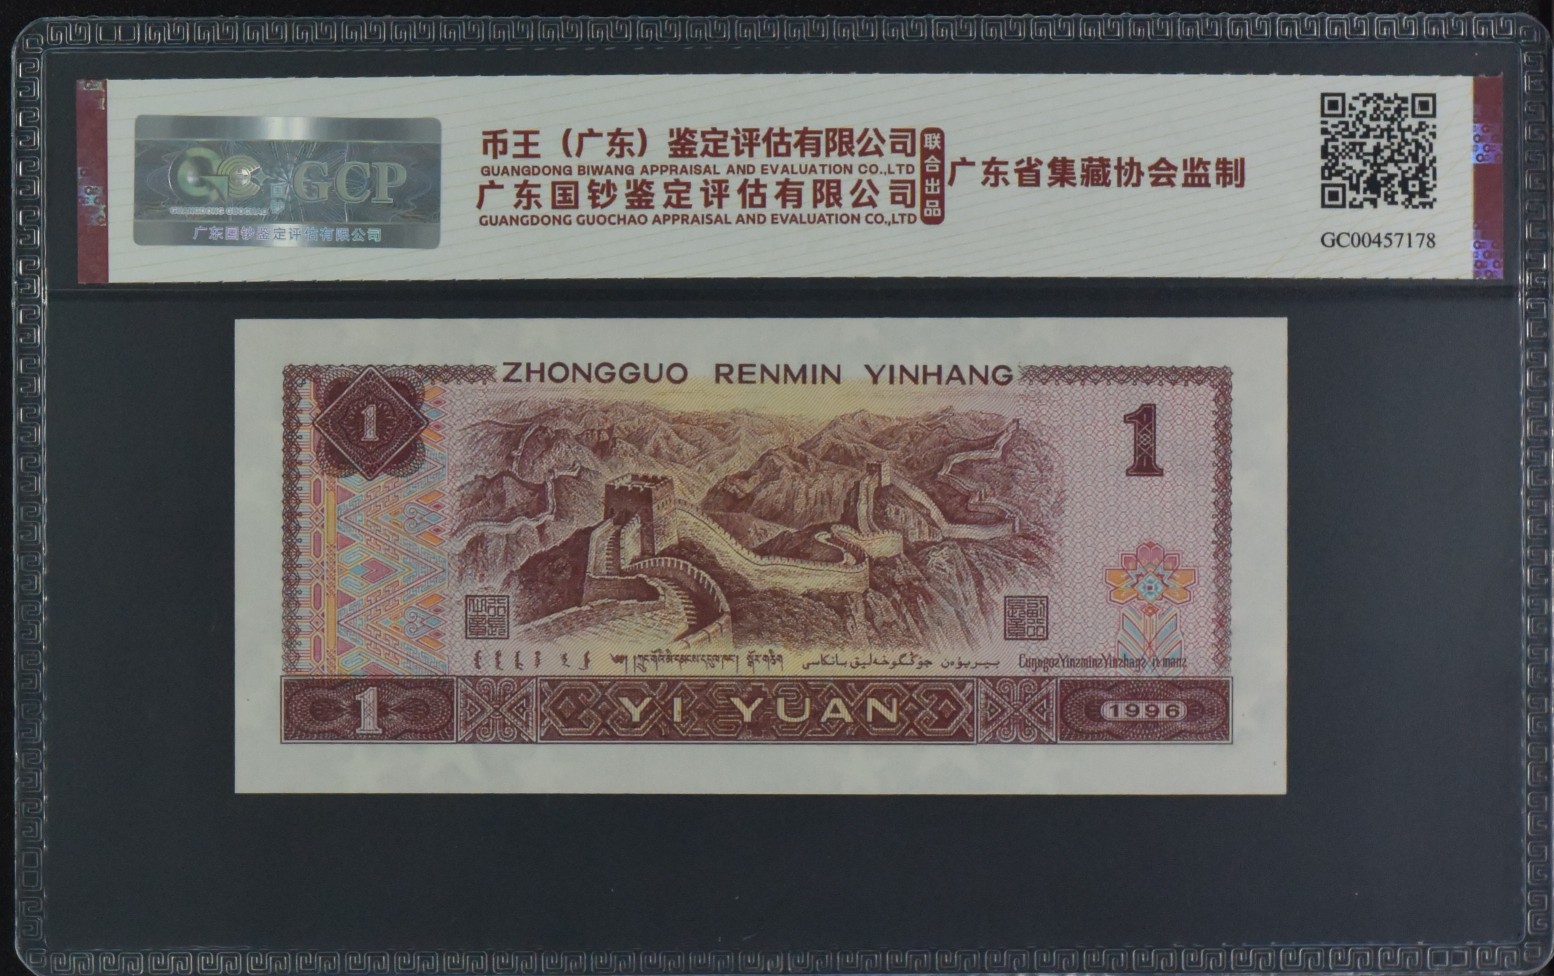 GCP
广东国钞鉴定评估有限公司
币王（广东）鉴定评估有限公司
GUANGDONG BIWANG APPRAISAL AND EVALUATION CO.,LTD
广东国钞鉴定评估有限公司
GUANGDONG GUOCHAO APPRAISAL AND EVALUATION CO.,LTD
联合出品
广东省集藏协会监制
GC00457178
ZHONGGUO RENMIN YINHANG
1
1
1
YI YUAN
1996